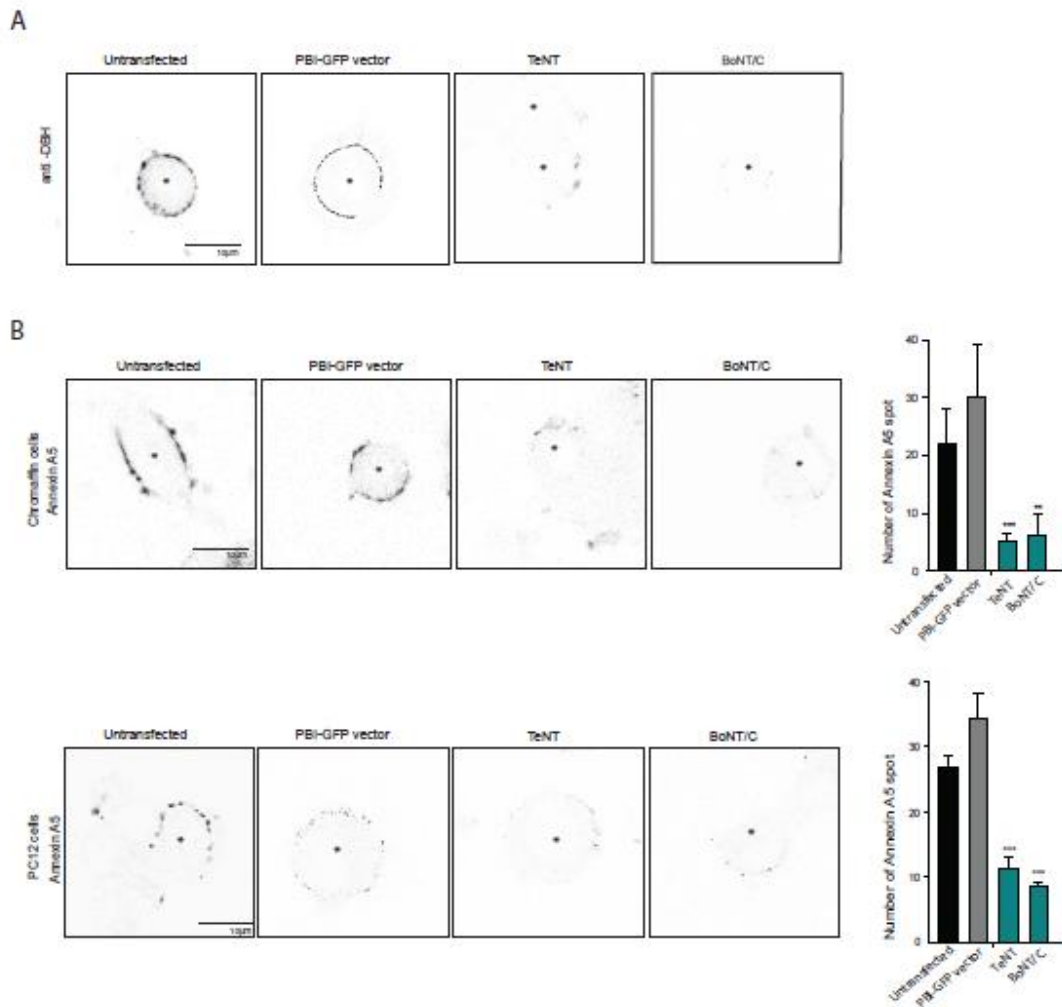 A
Untransfected PBI-GFP vector TeNT BoNT/C
anti -DBH
10µm
B
Untransfected PBI-GFP vector TeNT BoNT/C
Chromaffin cells
Annexin A5
10µm
Number of Annexin A5 spot
40
30
20
10
0
*** **
Untransfected
PBI-GFP vector
TeNT
BoNT/C
Untransfected PBI-GFP vector TeNT BoNT/C
PC12 cells
Annexin A5
10µm
Number of Annexin A5 spot
40
30
20
10
0
Untransfected
PBI-GFP vector
TeNT
BoNT/C